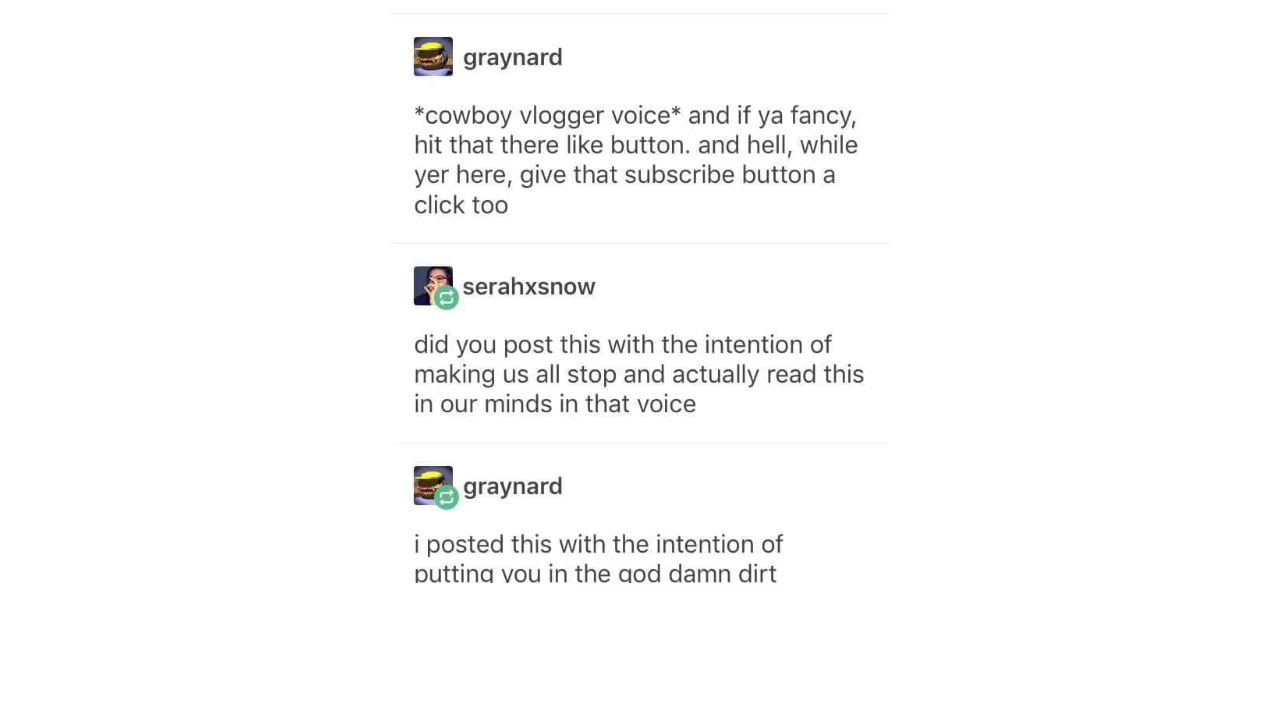 graynard
*cowboy vlogger voice* and if ya fancy,
hit that there like button. and hell, while
yer here, give that subscribe button a
click too
serahxsnow
did you post this with the intention of
making us all stop and actually read this
in our minds in that voice
graynard
i posted this with the intention of
putting you in the god damn dirt